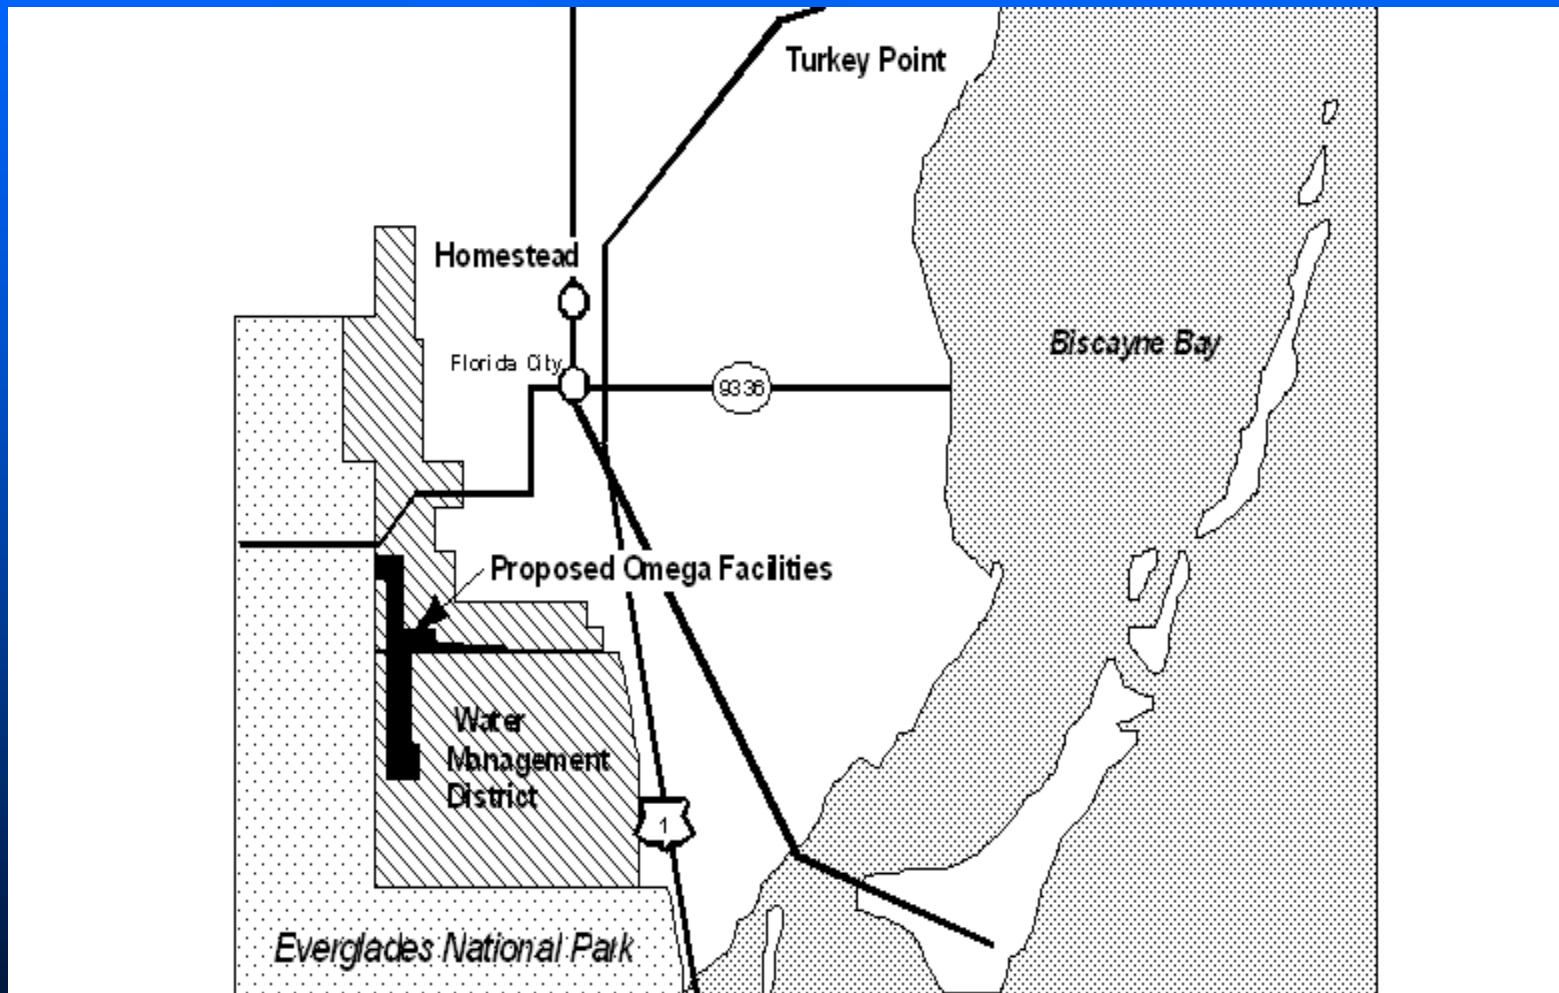 Turkey Point
Homestead
Florida City
9336
Biscayne Bay
Proposed Omega Facilities
Water
Management
District
1
Everglades National Park